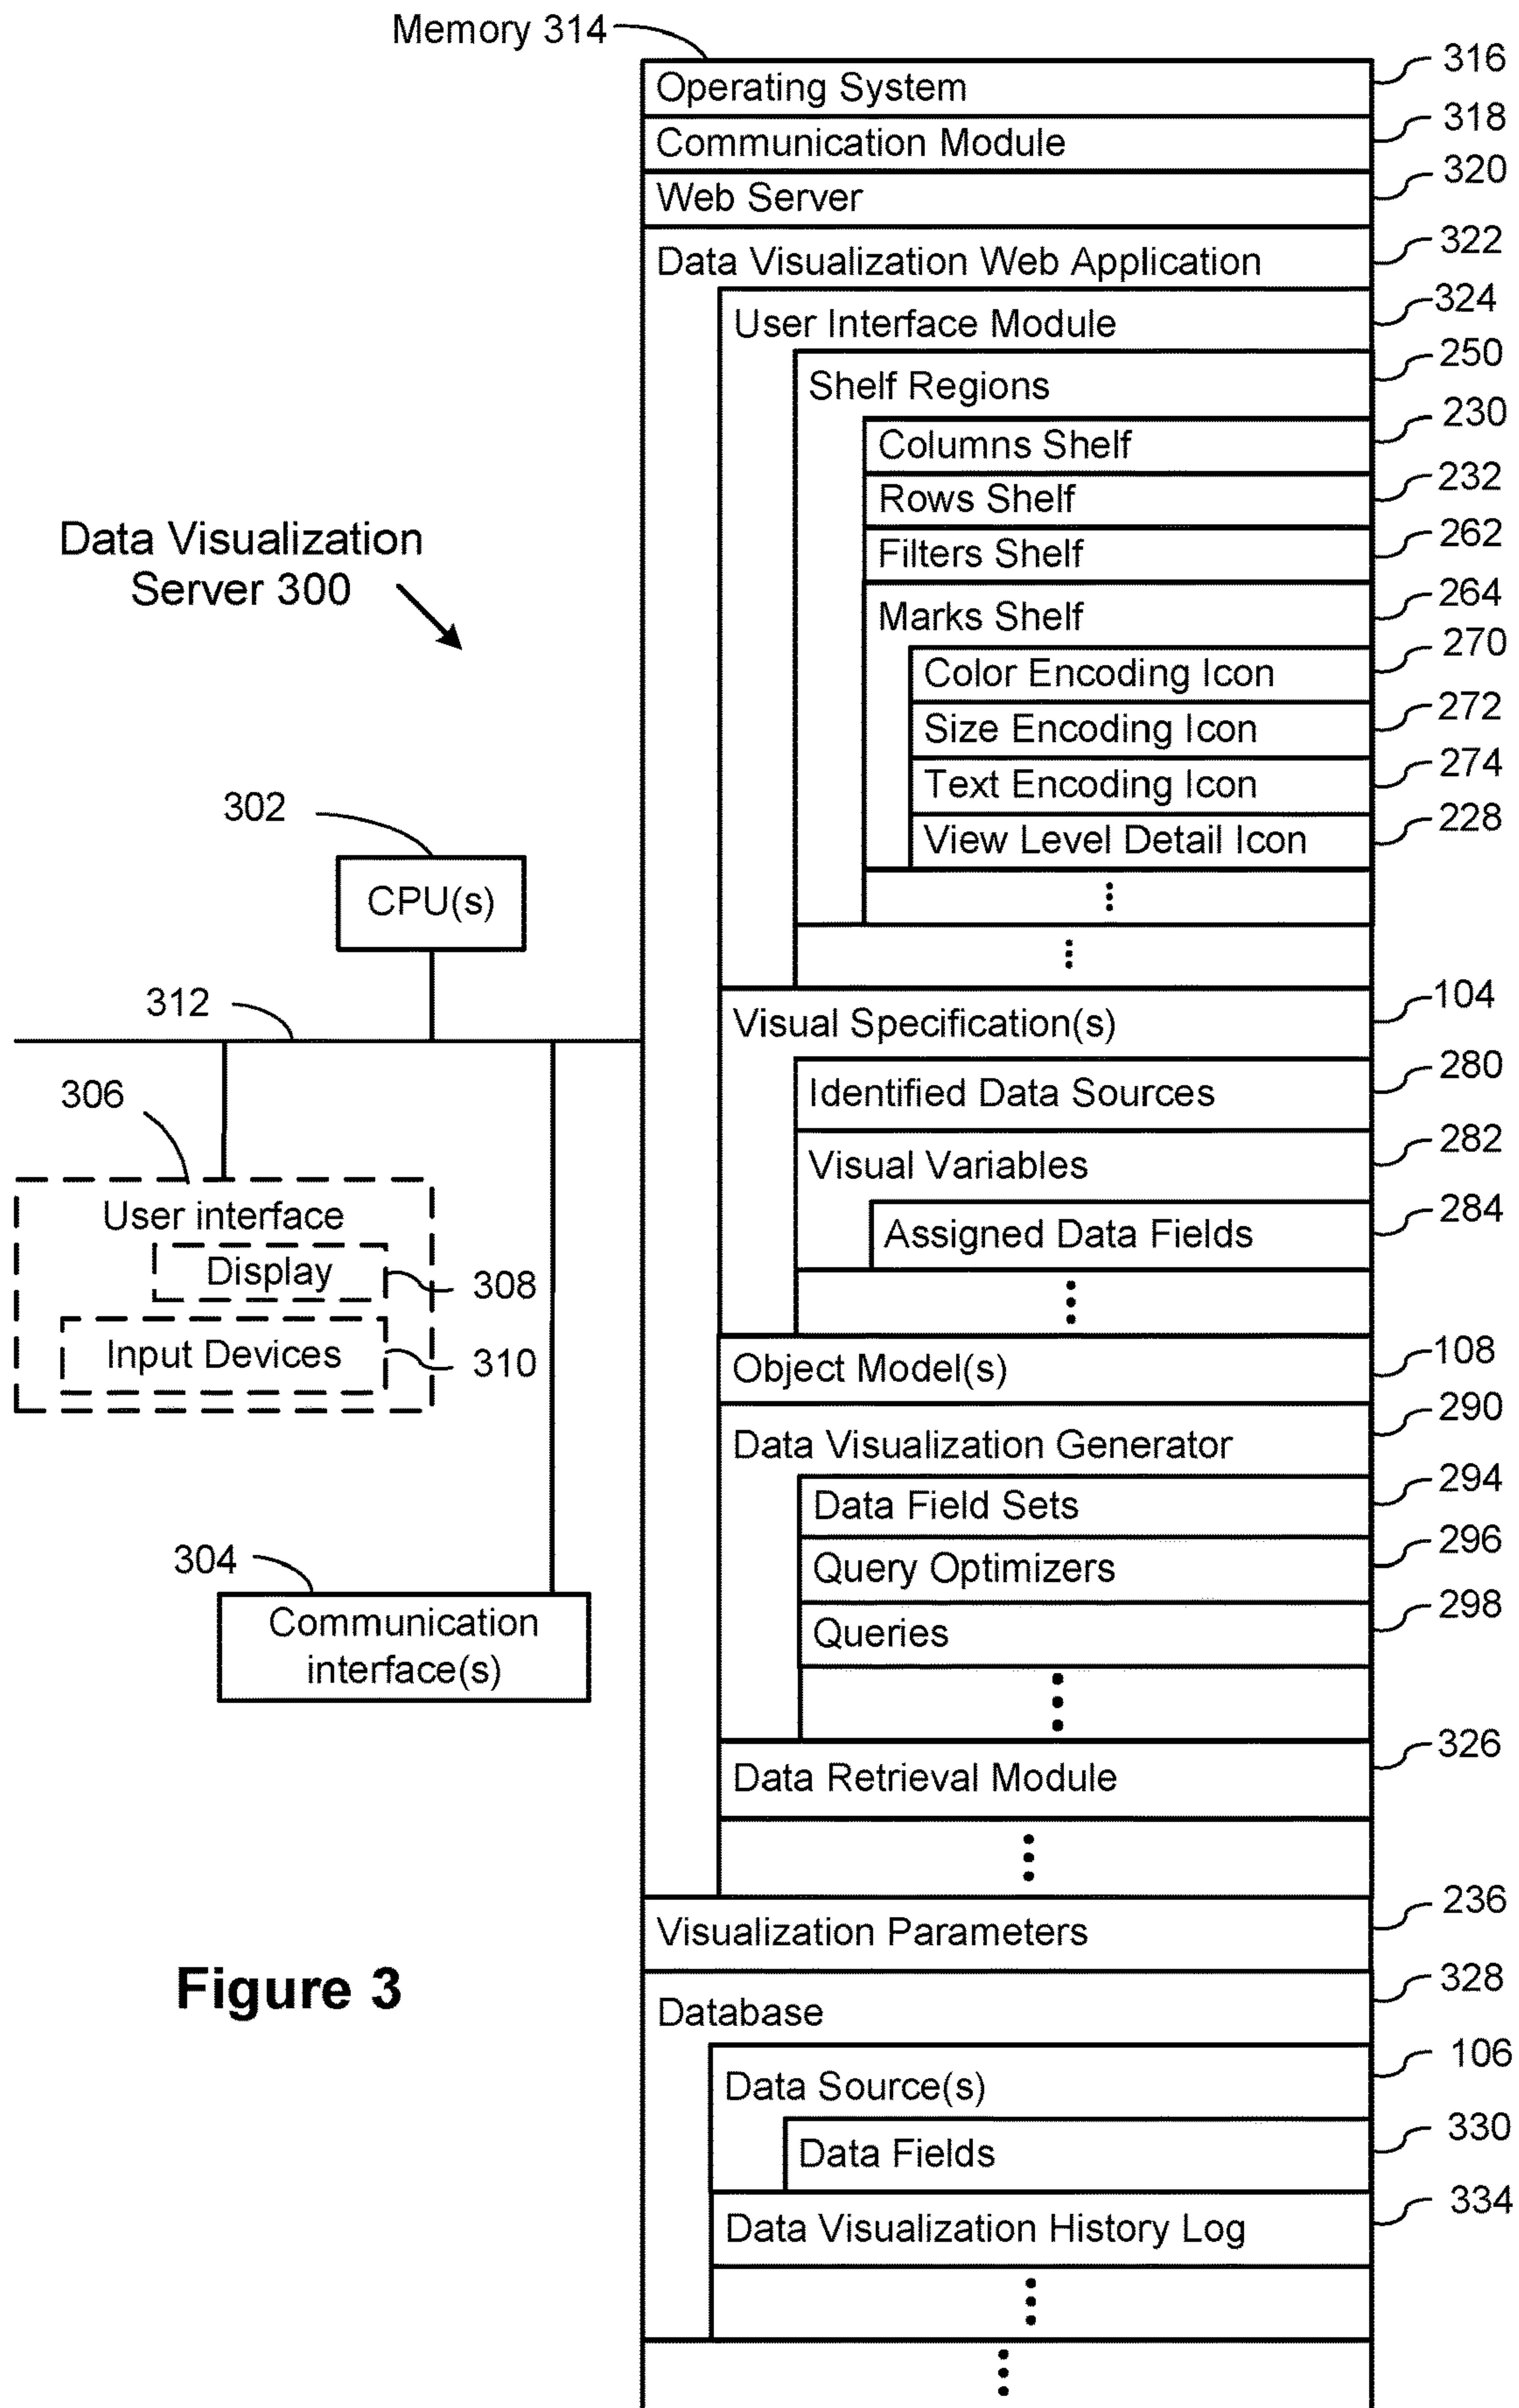 Memory 314
Operating System
316
Communication Module
318
Web Server
320
Data Visualization Web Application
322
User Interface Module
324
Shelf Regions
250
Columns Shelf
230
Rows Shelf
232
Filters Shelf
262
Marks Shelf
264
Color Encoding Icon
270
Size Encoding Icon
272
Text Encoding Icon
274
View Level Detail Icon
228
Visual Specification(s)
104
Identified Data Sources
280
Visual Variables
282
Assigned Data Fields
284
Object Model(s)
108
Data Visualization Generator
290
Data Field Sets
294
Query Optimizers
296
Queries
298
Data Retrieval Module
326
Visualization Parameters
236
Database
328
Data Source(s)
106
Data Fields
330
Data Visualization History Log
334
Data Visualization
Server 300
302
CPU(s)
312
306
User interface
Display
308
Input Devices
310
304
Communication
interface(s)
Figure 3